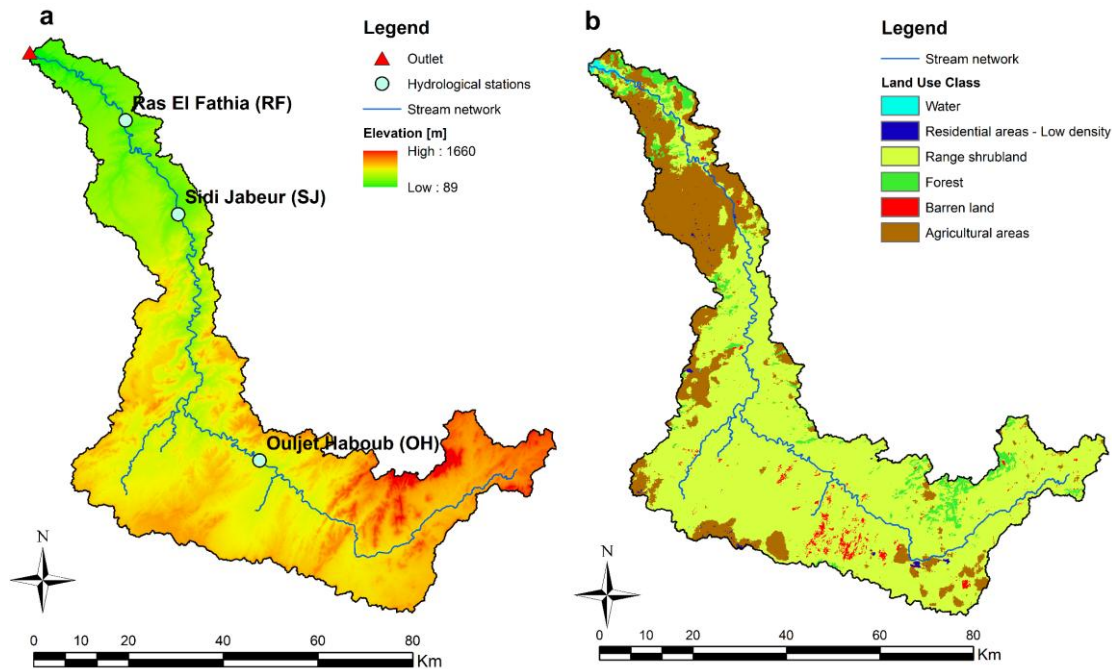 a
Legend
Outlet
Hydrological stations
Stream network
Elevation [m]
High : 1660
Low : 89
Ras El Fathia (RF)
Sidi Jabeur (SJ)
Ouljet Haboub (OH)
N
0 10 20 40 60 80
Km
b
Legend
Stream network
Land Use Class
Water
Residential areas - Low density
Range shrubland
Forest
Barren land
Agricultural areas
N
0 10 20 40 60 80
Km